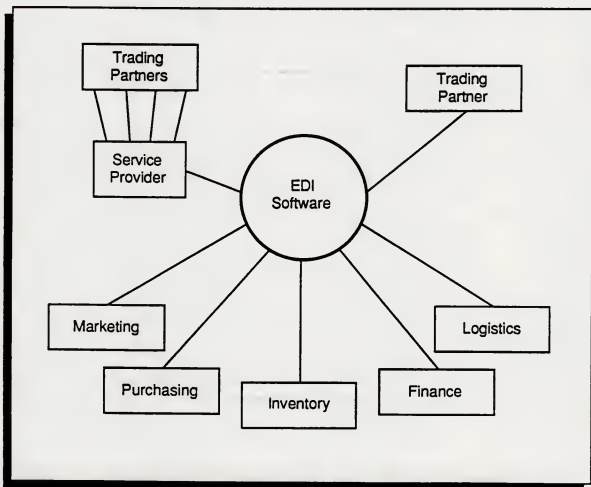 Trading
Partners
Trading
Partner
Service
Provider
EDI
Software
Marketing
Logistics
Purchasing
Finance
Inventory